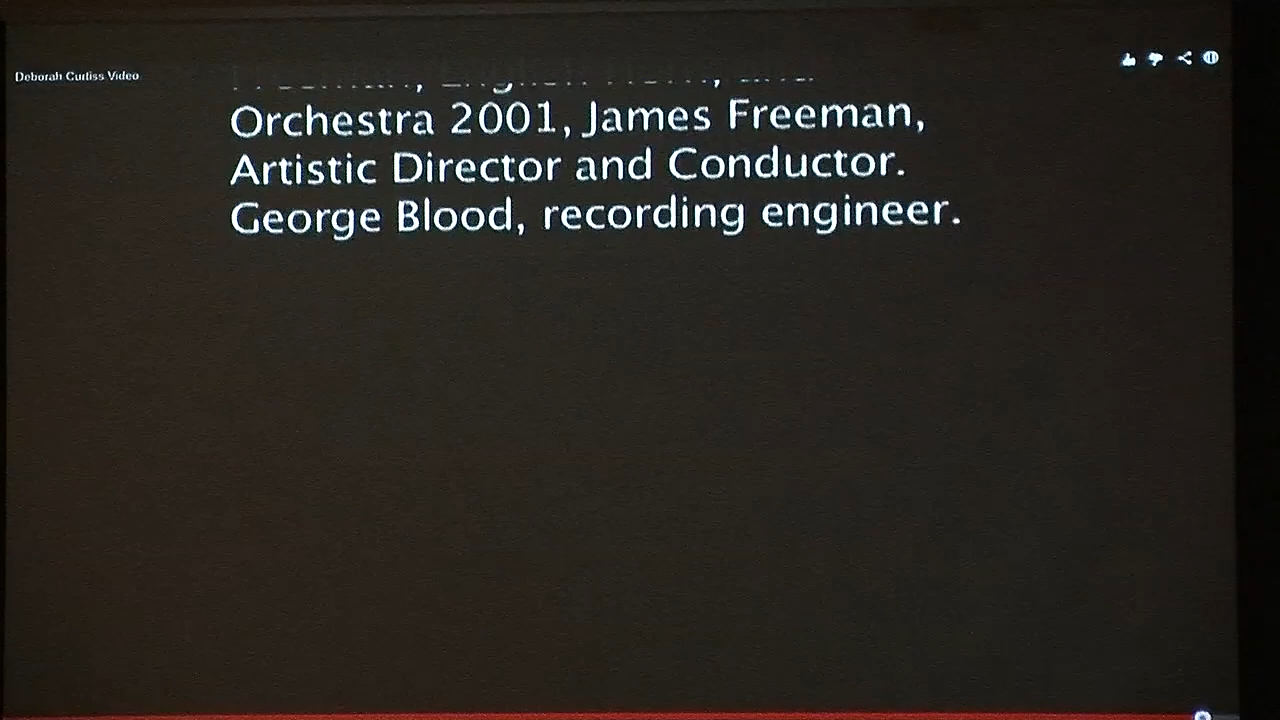 Deborah Curtiss Video
Orchestra 2001, James Freeman,
Artistic Director and Conductor.
George Blood, recording engineer.